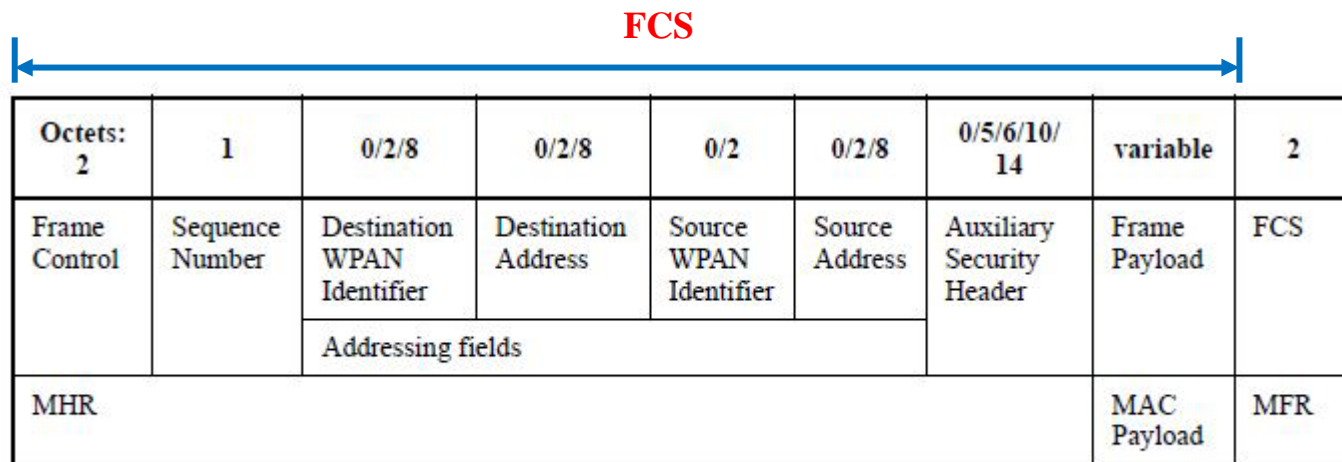 FCS
Octets: 2 1 0/2/8 0/2/8 0/2 0/2/8 0/5/6/10/14 variable 2
Frame Control Sequence Number Destination WPAN Identifier Destination Address Source WPAN Identifier Source Address Auxiliary Security Header Frame Payload FCS
Addressing fields
MHR MAC Payload MFR